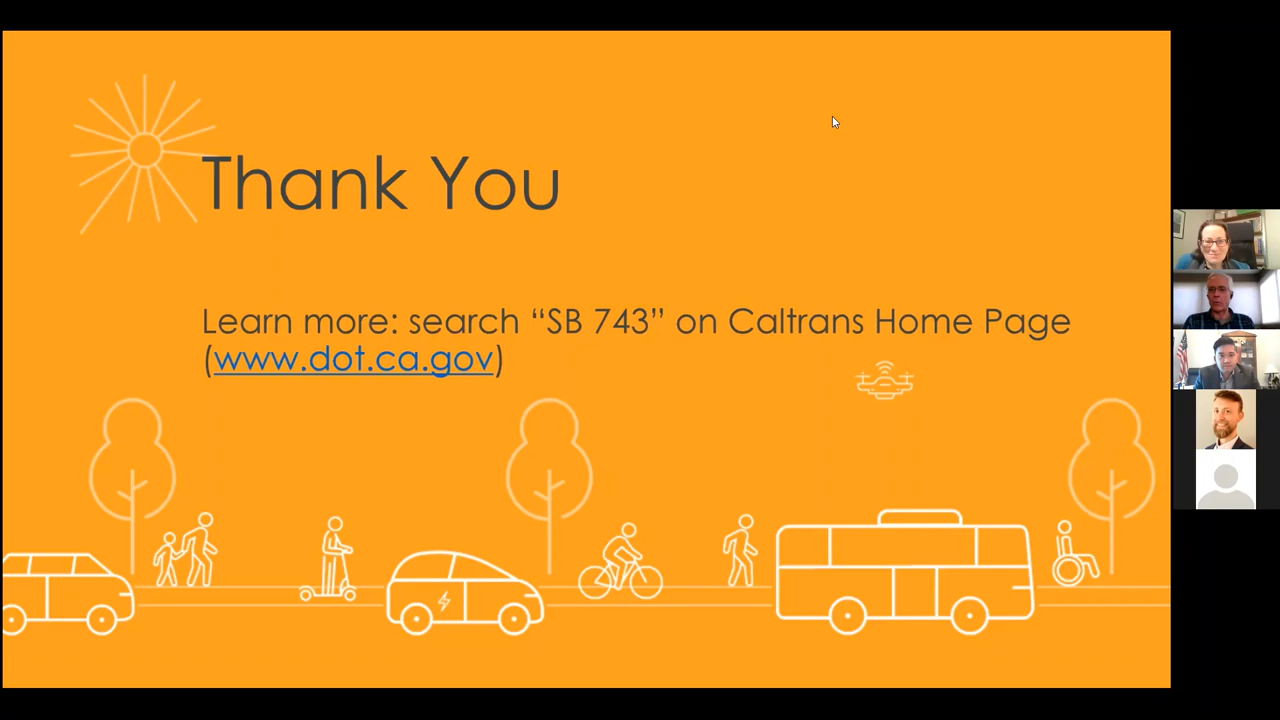 Thank You
Learn more: search “SB 743” on Caltrans Home Page
(www.dot.ca.gov)